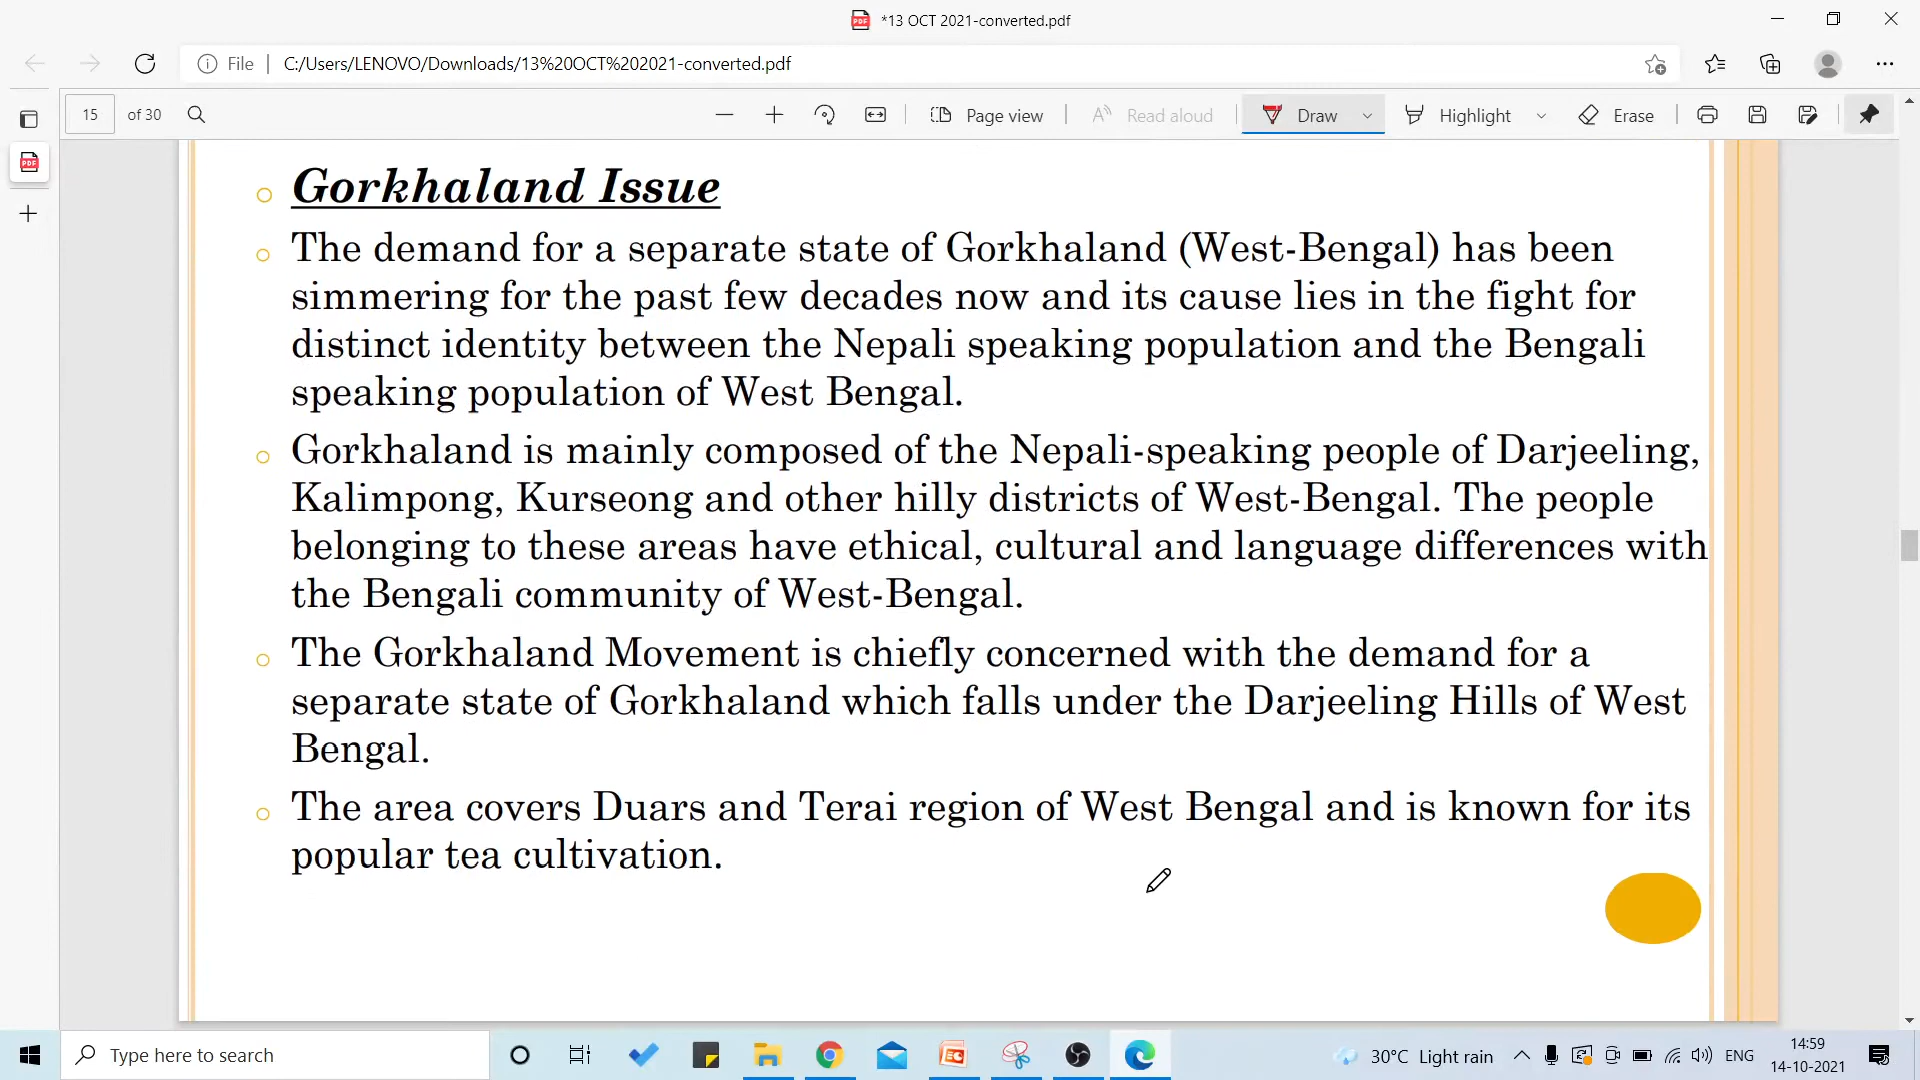 *13 OCT 2021-converted.pdf
File
C:/Users/LENOVO/Downloads/13%20OCT%202021-converted.pdf
15 of 30
Page view
Read aloud
Draw
Highlight
Erase
Gorkhaland Issue
The demand for a separate state of Gorkhaland (West-Bengal) has been
simmering for the past few decades now and its cause lies in the fight for
distinct identity between the Nepali speaking population and the Bengali
speaking population of West Bengal.
Gorkhaland is mainly composed of the Nepali-speaking people of Darjeeling,
Kalimpong, Kurseong and other hilly districts of West-Bengal. The people
belonging to these areas have ethical, cultural and language differences with
the Bengali community of West-Bengal.
The Gorkhaland Movement is chiefly concerned with the demand for a
separate state of Gorkhaland which falls under the Darjeeling Hills of West
Bengal.
The area covers Duars and Terai region of West Bengal and is known for its
popular tea cultivation.
Type here to search
30°C Light rain
ENG
14:59
14-10-2021